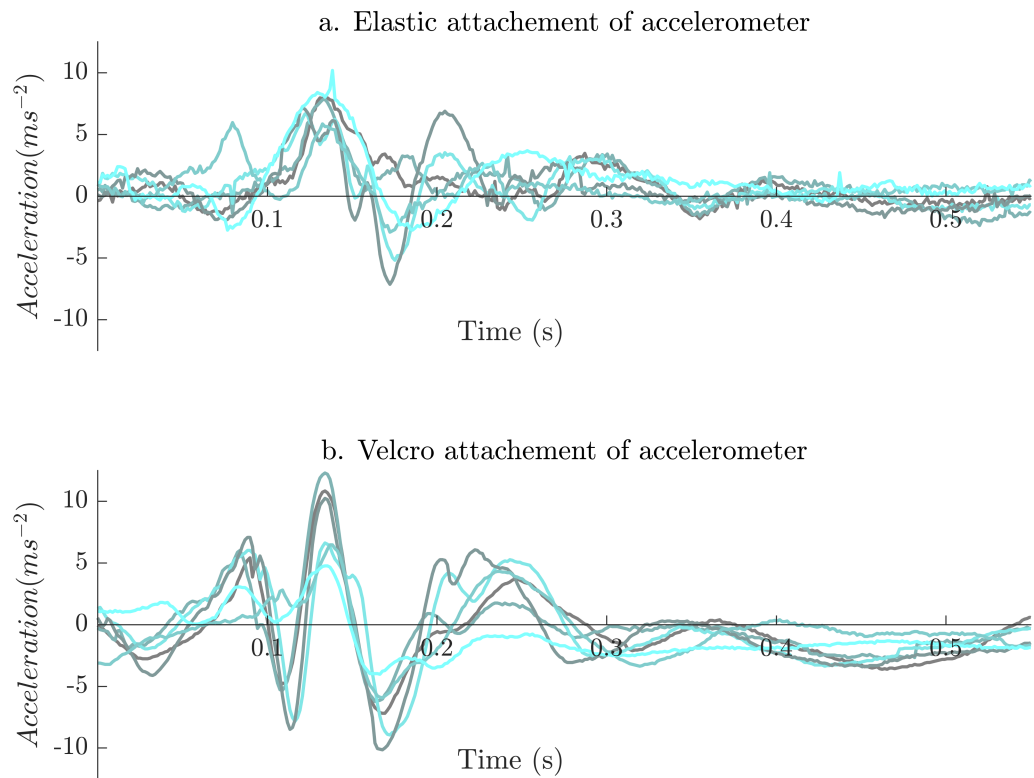 a. Elastic attachement of accelerometer
10
5
0
-5
-10
Acceleration(ms⁻²)
0.1 0.2 0.3 0.4 0.5
Time (s)
b. Velcro attachement of accelerometer
10
5
0
-5
-10
Acceleration(ms⁻²)
0.1 0.2 0.3 0.4 0.5
Time (s)